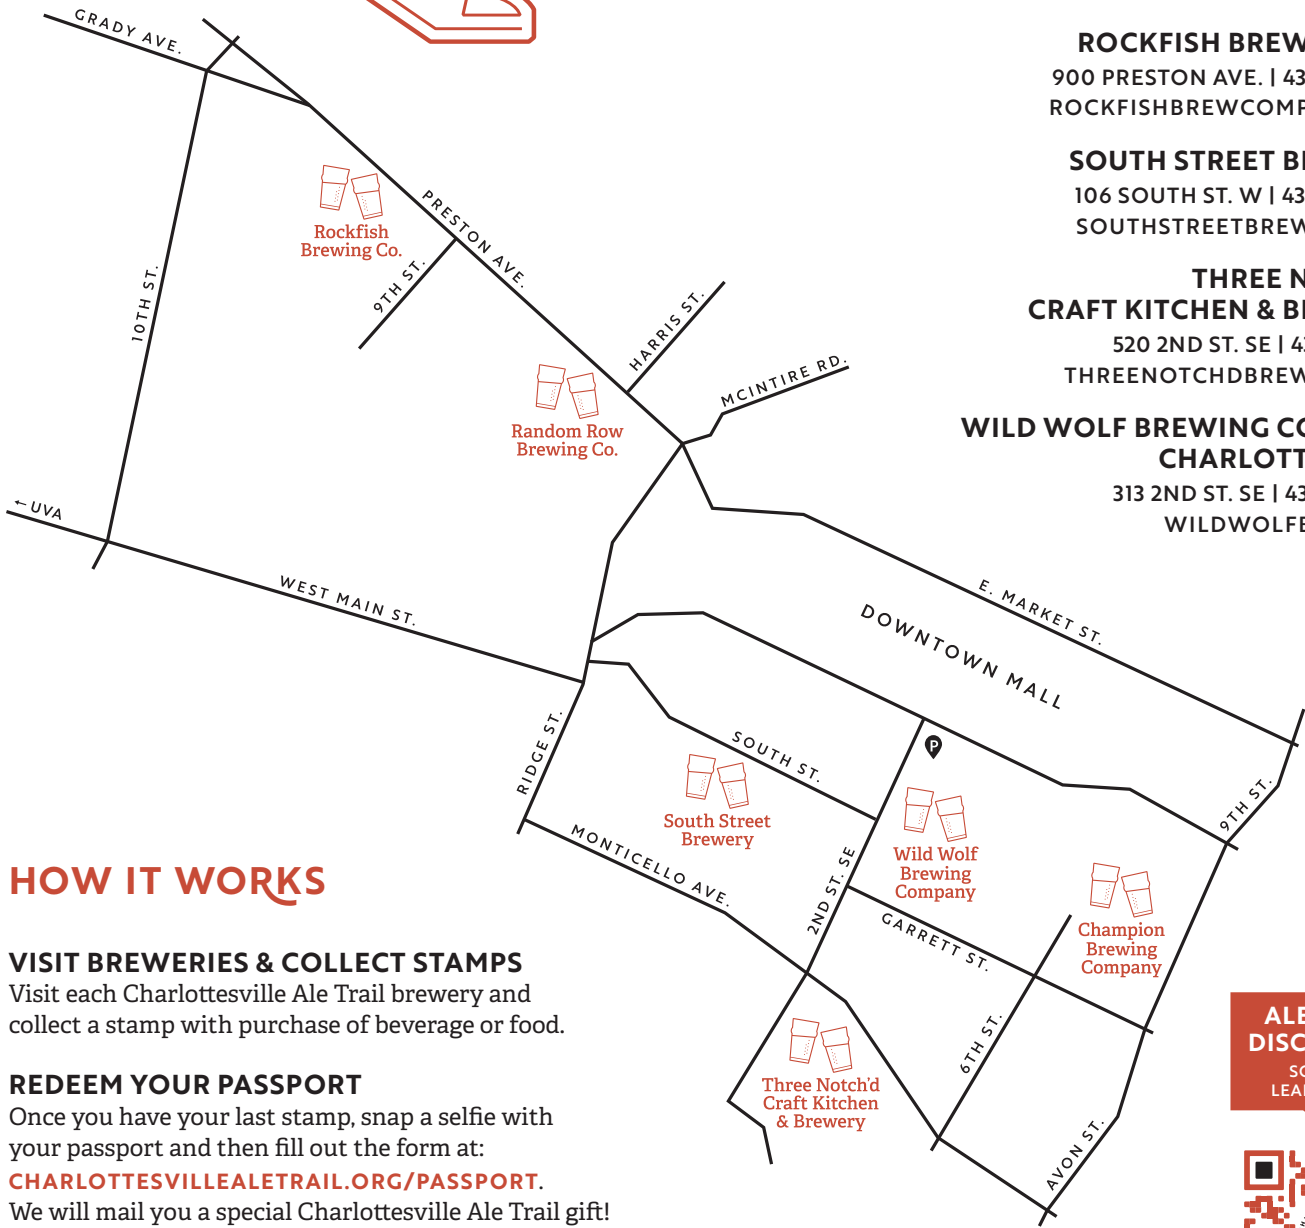 GRADY AVE.
Rockfish
Brewing Co.
PRESTON AVE.
9TH ST.
10TH ST.
HARRIS ST.
MCINTIRE RD.
Random Row
Brewing Co.
← UVA
WEST MAIN ST.
E. MARKET ST.
DOWNTOWN MALL
RIDGE ST.
SOUTH ST.
P
South Street
Brewery
MONTICELLO AVE.
2ND ST. SE
Wild Wolf
Brewing
Company
GARRETT ST.
9TH ST.
Champion
Brewing
Company
6TH ST.
Three Notch'd
Craft Kitchen
& Brewery
AVON ST.
ROCKFISH BREW
900 PRESTON AVE. | 43
ROCKFISHBREWCOMP
SOUTH STREET B
106 SOUTH ST. W | 43
SOUTHSTREETBREW
THREE N
CRAFT KITCHEN & B
520 2ND ST. SE | 43
THREENOTCHDBREW
WILD WOLF BREWING CO
CHARLOTT
313 2ND ST. SE | 43
WILDWOLFB
HOW IT WORKS
VISIT BREWERIES & COLLECT STAMPS
Visit each Charlottesville Ale Trail brewery and
collect a stamp with purchase of beverage or food.
REDEEM YOUR PASSPORT
Once you have your last stamp, snap a selfie with
your passport and then fill out the form at:
CHARLOTTESVILLEALETRAIL.ORG/PASSPORT.
We will mail you a special Charlottesville Ale Trail gift!
ALE
DISC
SC
LEA